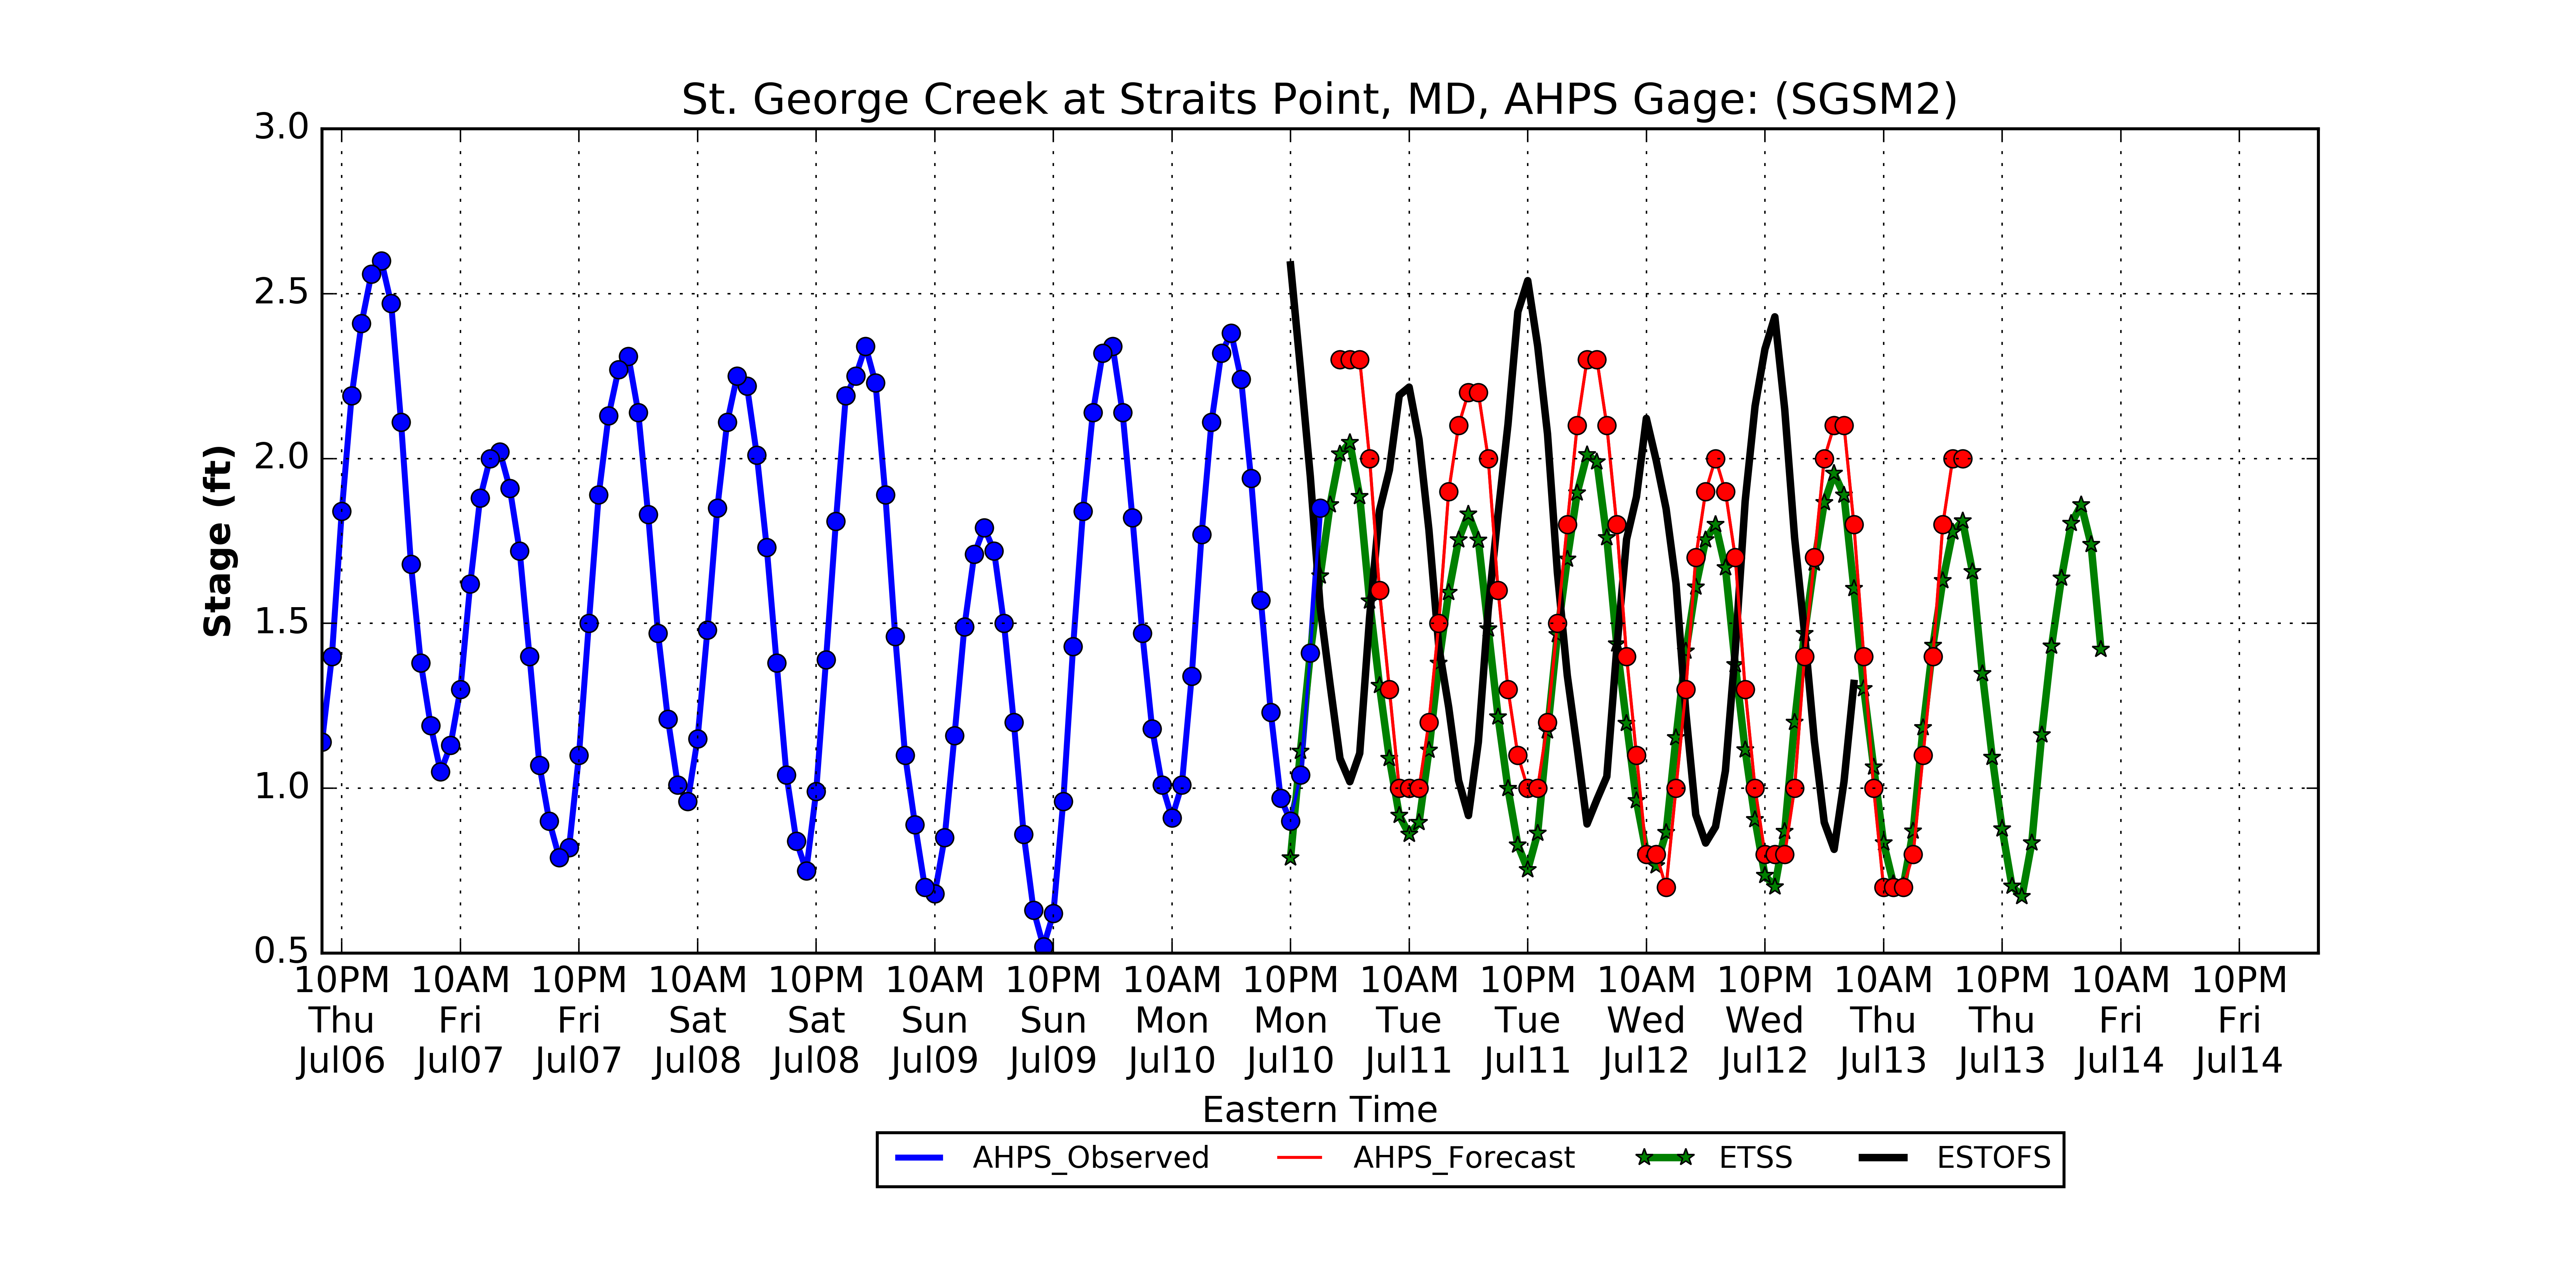 St. George Creek at Straits Point, MD, AHPS Gage: (SGSM2)
3.0
2.5
2.0
1.5
1.0
0.5
Stage (ft)
10PM 10AM 10PM 10AM 10PM 10AM 10PM 10AM 10PM 10AM 10PM 10AM 10PM 10AM 10PM 10AM 10PM
Thu Fri Fri Sat Sat Sun Sun Mon Mon Tue Tue Wed Wed Thu Thu Fri Fri
Jul06 Jul07 Jul07 Jul08 Jul08 Jul09 Jul09 Jul10 Jul10 Jul11 Jul11 Jul12 Jul12 Jul13 Jul13 Jul14 Jul14
Eastern Time
AHPS_Observed AHPS_Forecast ETSS ESTOFS